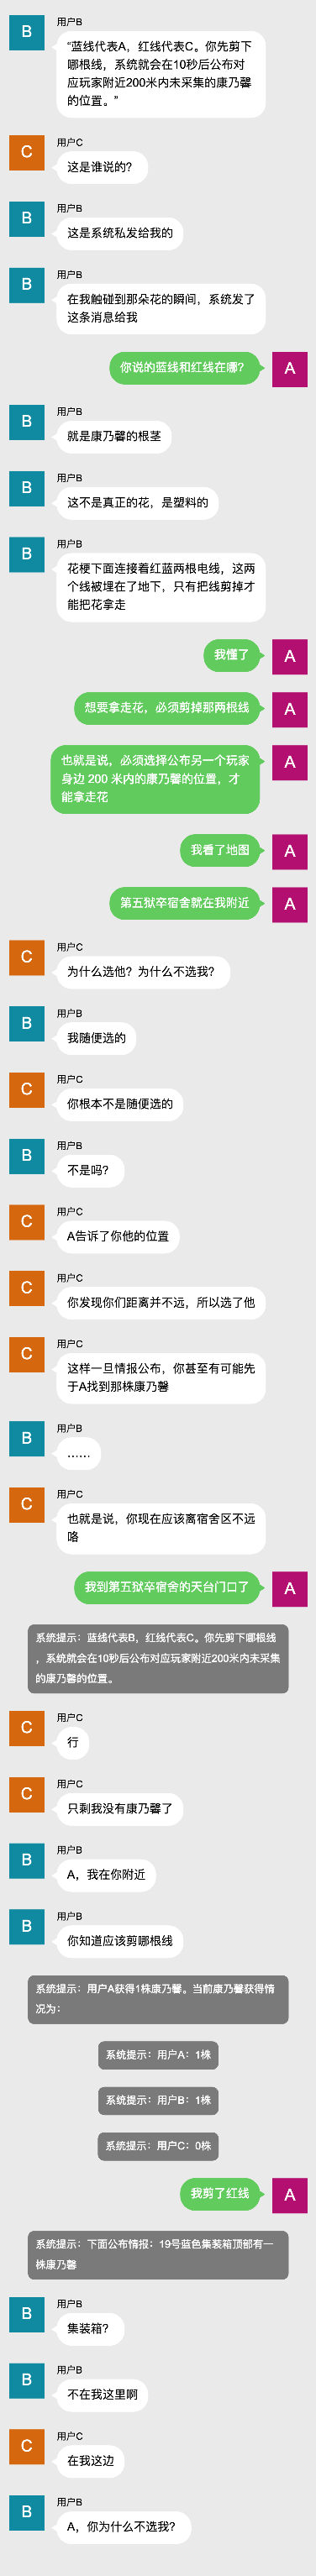 B
用户B
“蓝线代表A，红线代表C。你先剪下
哪根线，系统就会在10秒后公布对
应玩家附近200米内未采集的康乃馨
的位置。”
C
用户C
这是谁说的？
B
用户B
这是系统私发给我的
B
用户B
在我触碰到那朵花的瞬间，系统发了
这条消息给我
你说的蓝线和红线在哪？
A
B
用户B
就是康乃馨的根茎
B
用户B
这不是真正的花，是塑料的
B
用户B
花梗下面连接着红蓝两根电线，这两
个线被埋在了地下，只有把线剪掉才
能把花拿走
我懂了
A
想要拿走花，必须剪掉那两根线
A
也就是说，必须选择公布另一个玩家
身边 200 米内的康乃馨的位置，才
能拿走花
A
我看了地图
A
第五狱卒宿舍就在我附近
A
C
用户C
为什么选他？为什么不选我？
B
用户B
我随便选的
C
用户C
你根本不是随便选的
B
用户B
不是吗？
C
用户C
A告诉了你他的位置
C
用户C
你发现你们距离并不远，所以选了他
C
用户C
这样一旦情报公布，你甚至有可能先
于A找到那株康乃馨
B
用户B
……
C
用户C
也就是说，你现在应该离宿舍区不远
咯
我到第五狱卒宿舍的天台门口了
A
系统提示：蓝线代表B，红线代表C。你先剪下哪根线
，系统就会在10秒后公布对应玩家附近200米内未采集
的康乃馨的位置。
C
用户C
行
C
用户C
只剩我没有康乃馨了
B
用户B
A，我在你附近
B
用户B
你知道应该剪哪根线
系统提示：用户A获得1株康乃馨。当前康乃馨获得情
况为：
系统提示：用户A：1株
系统提示：用户B：1株
系统提示：用户C：0株
我剪了红线
A
系统提示：下面公布情报：19号蓝色集装箱顶部有一
株康乃馨
B
用户B
集装箱？
B
用户B
不在我这里啊
C
用户C
在我这边
B
用户B
A，你为什么不选我？